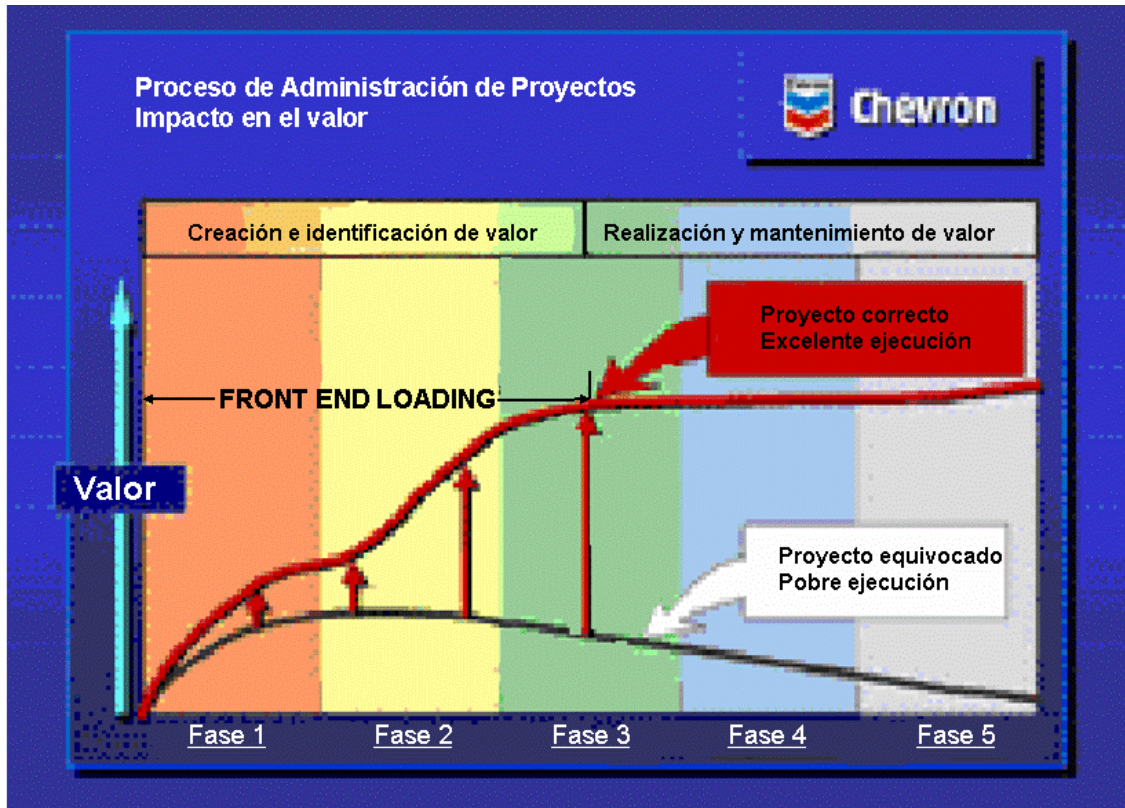 Proceso de Administración de Proyectos
Impacto en el valor
Chevron
Creación e identificación de valor
Realización y mantenimiento de valor
Proyecto correcto
Excelente ejecución
FRONT END LOADING
Valor
Proyecto equivocado
Pobre ejecución
Fase 1
Fase 2
Fase 3
Fase 4
Fase 5